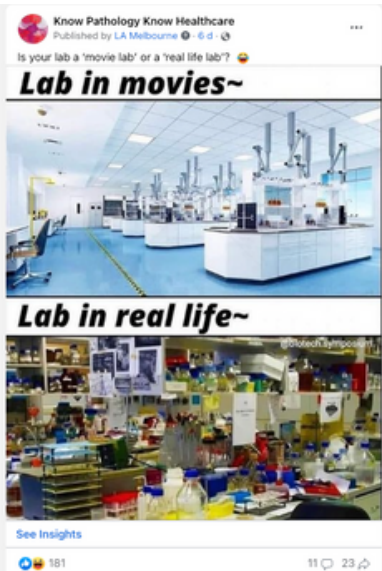 Know Pathology Know Healthcare
Published by LA Melbourne · 6 d ·
Is your lab a 'movie lab' or a 'real life lab'? 😂
Lab in movies~
Lab in real life~
@biotech.symposium
See Insights
181 11 23